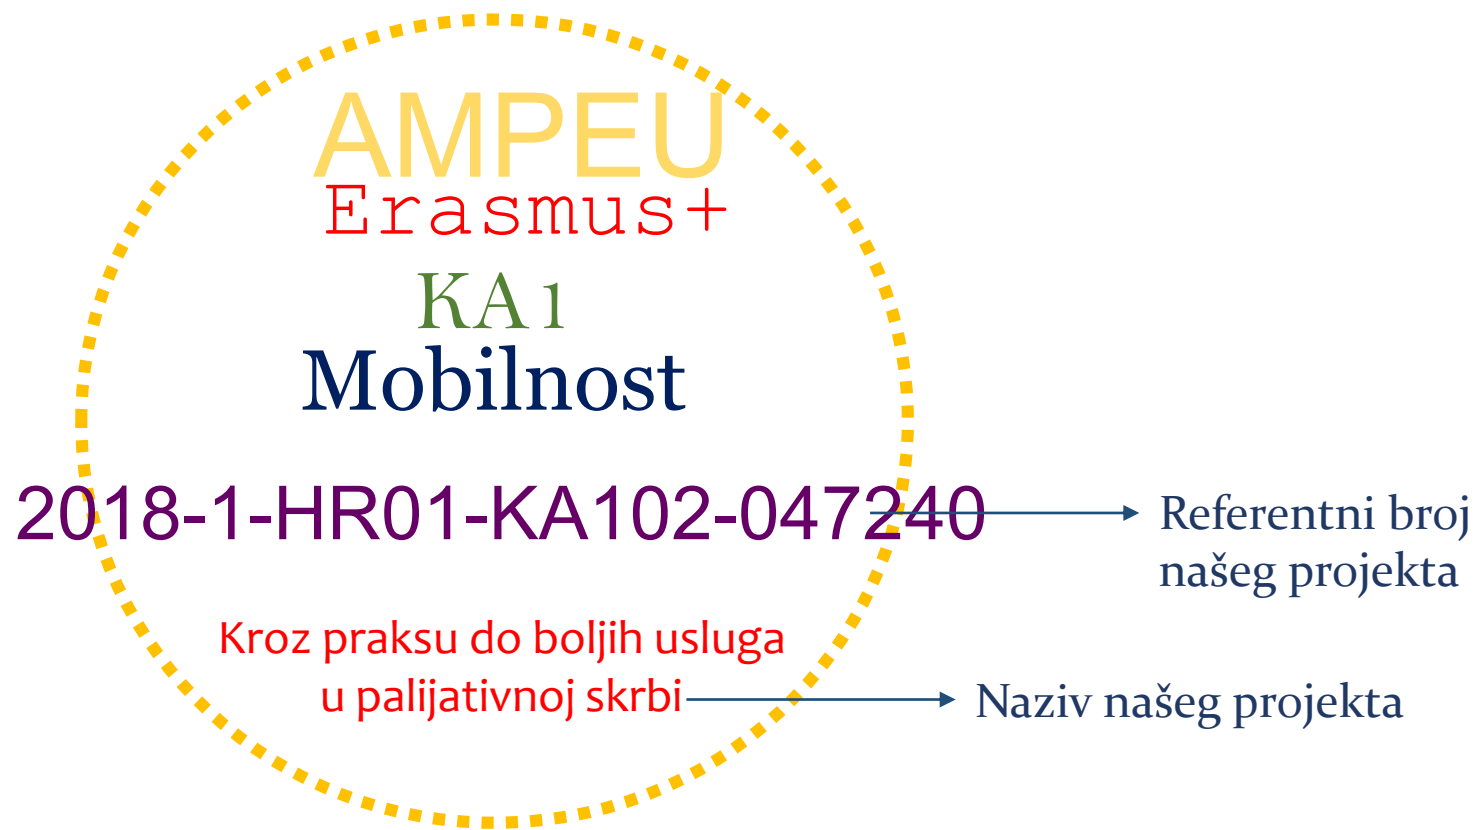 AMPEU
Erasmus+
KA1
Mobilnost
2018-1-HR01-KA102-047240
Referentni broj
našeg projekta
Kroz praksu do boljih usluga
u palijativnoj skrbi
Naziv našeg projekta